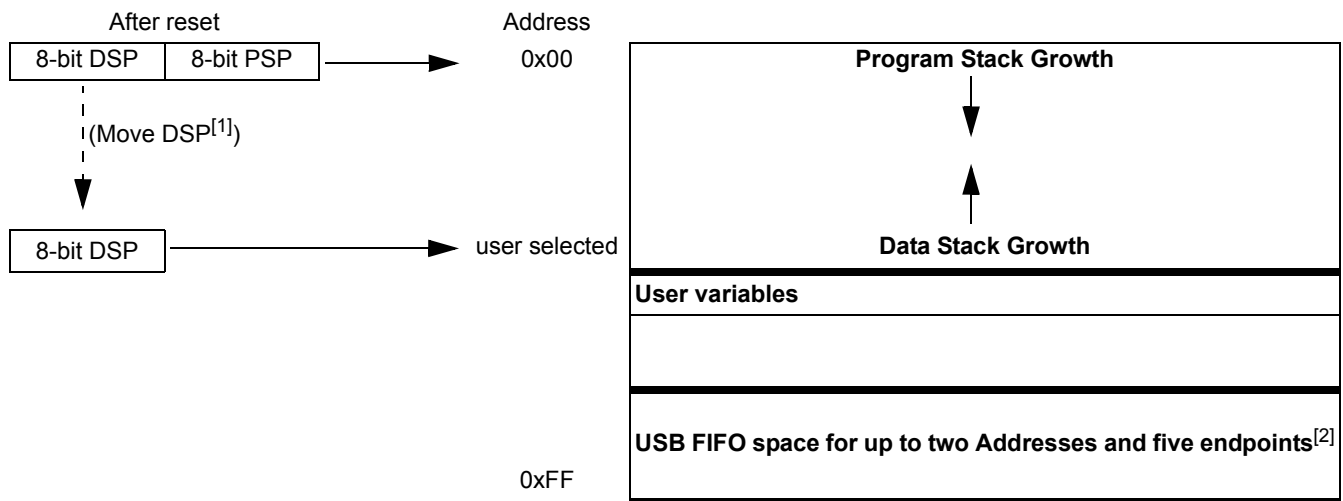 After reset
Address
8-bit DSP 8-bit PSP
0x00
Program Stack Growth
(Move DSP[1])
8-bit DSP
user selected
Data Stack Growth
User variables
USB FIFO space for up to two Addresses and five endpoints[2]
0xFF